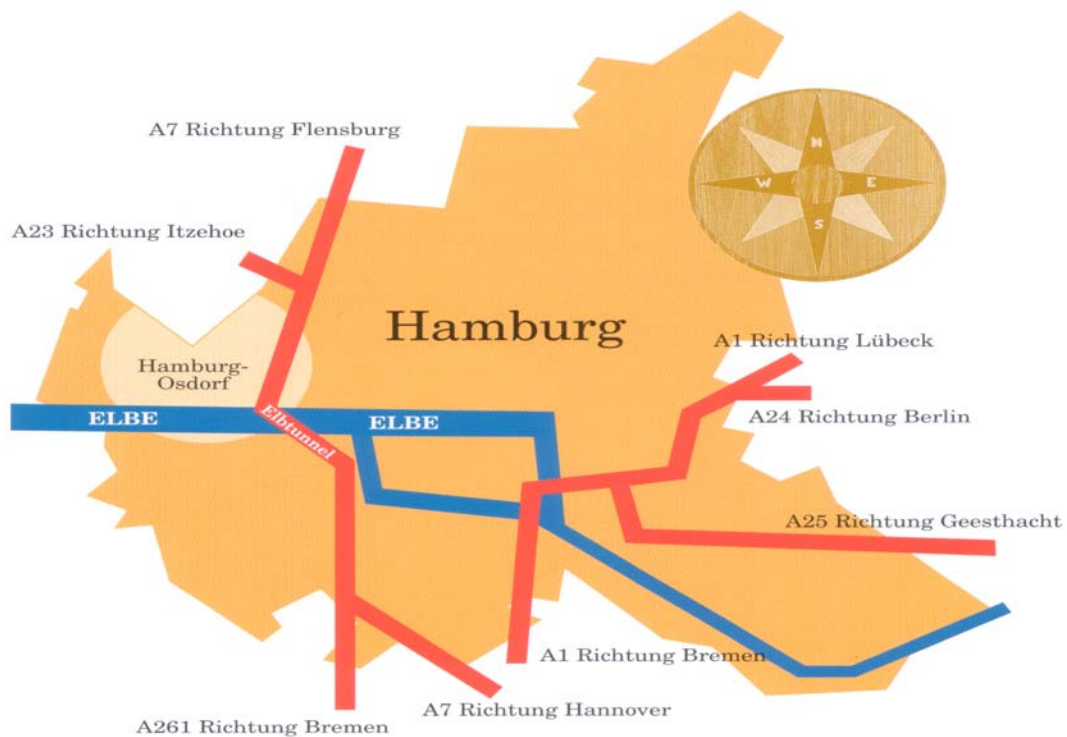 A7 Richtung Flensburg
N
W E
S
A23 Richtung Itzehoe
Hamburg
A1 Richtung Lübeck
Hamburg-
Osdorf
ELBE
Elbtunnel
ELBE
A24 Richtung Berlin
A25 Richtung Geesthacht
A1 Richtung Bremen
A7 Richtung Hannover
A261 Richtung Bremen